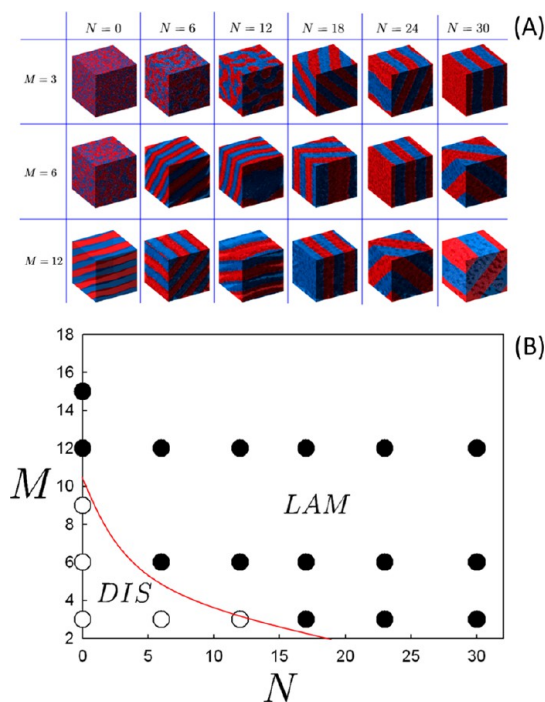 N = 0 N = 6 N = 12 N = 18 N = 24 N = 30 (A)
M = 3
M = 6
M = 12
(B)
18
16
14
12
10
8
6
4
2
M
LAM
DIS
0 5 10 15 20 25 30
N